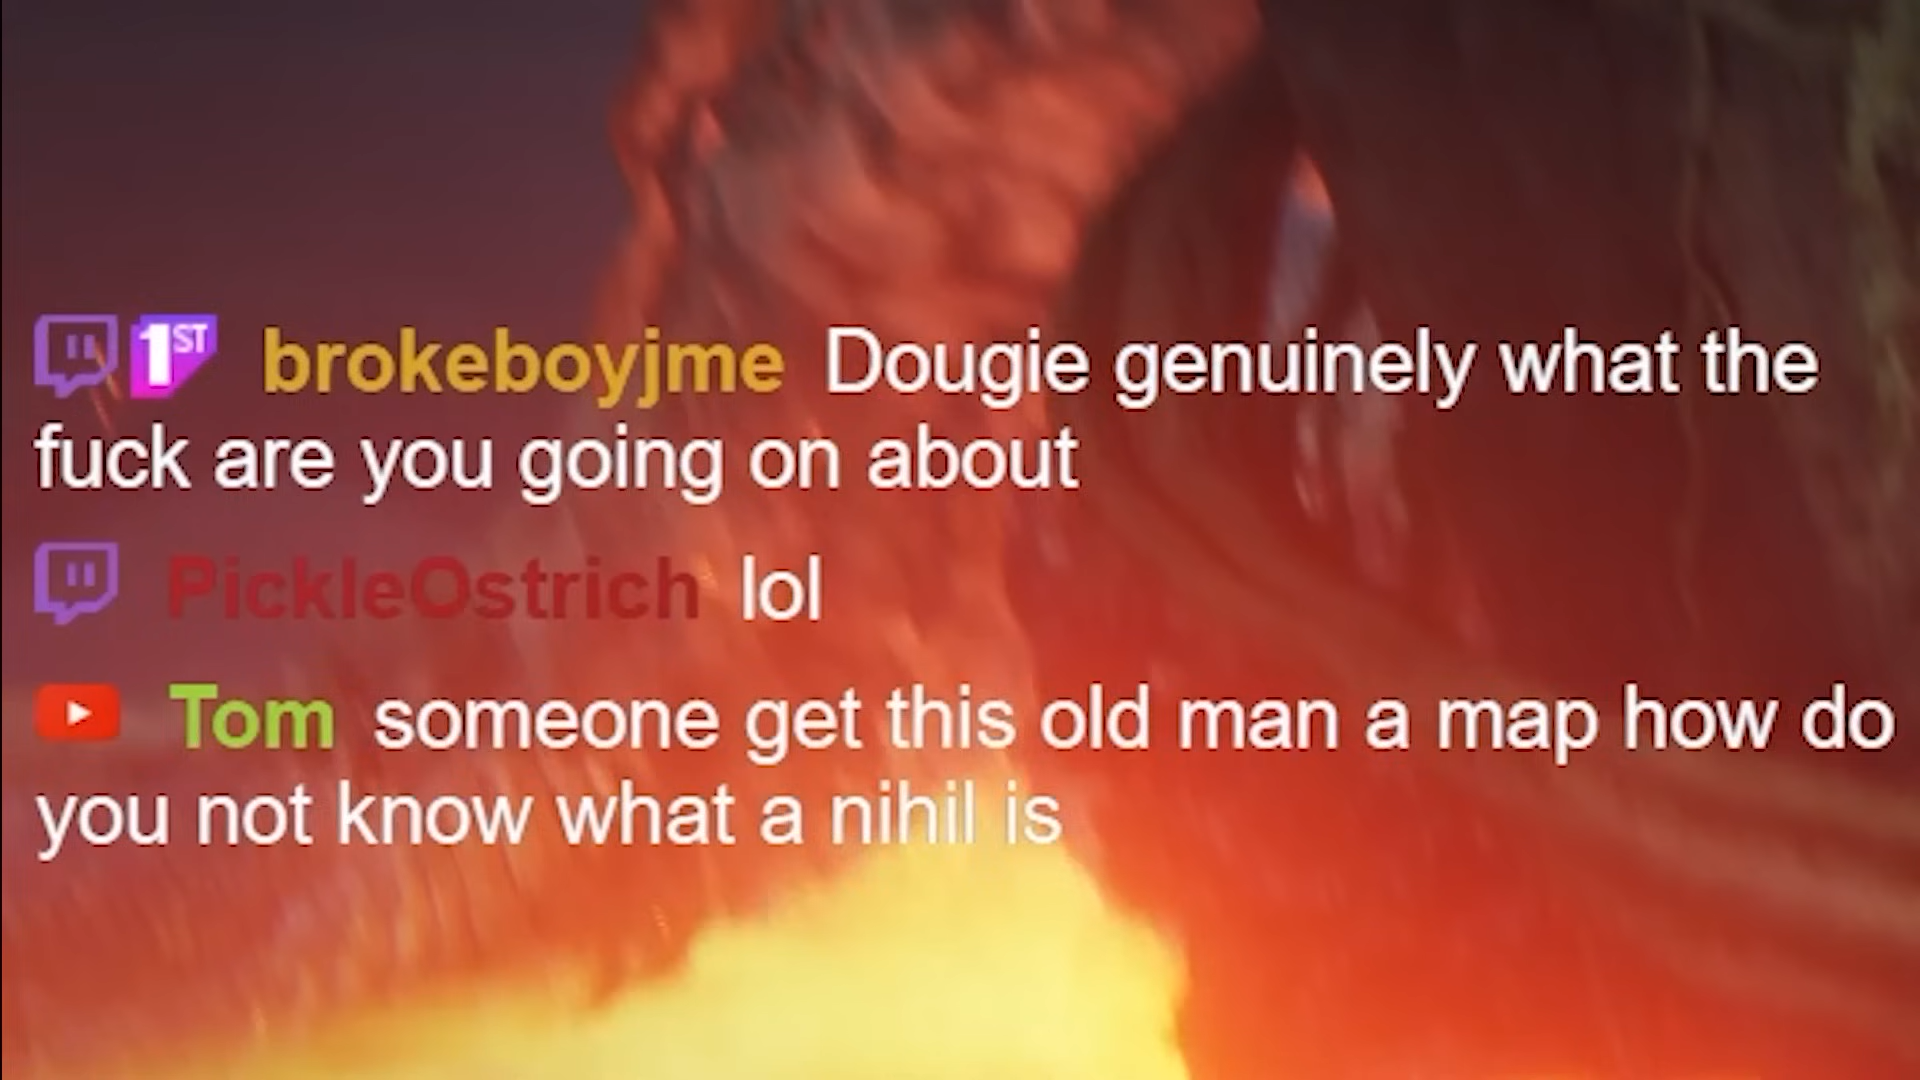 1ST brokeboyjme Dougie genuinely what the
fuck are you going on about
PickleOstrich lol
Tom someone get this old man a map how do
you not know what a nihil is